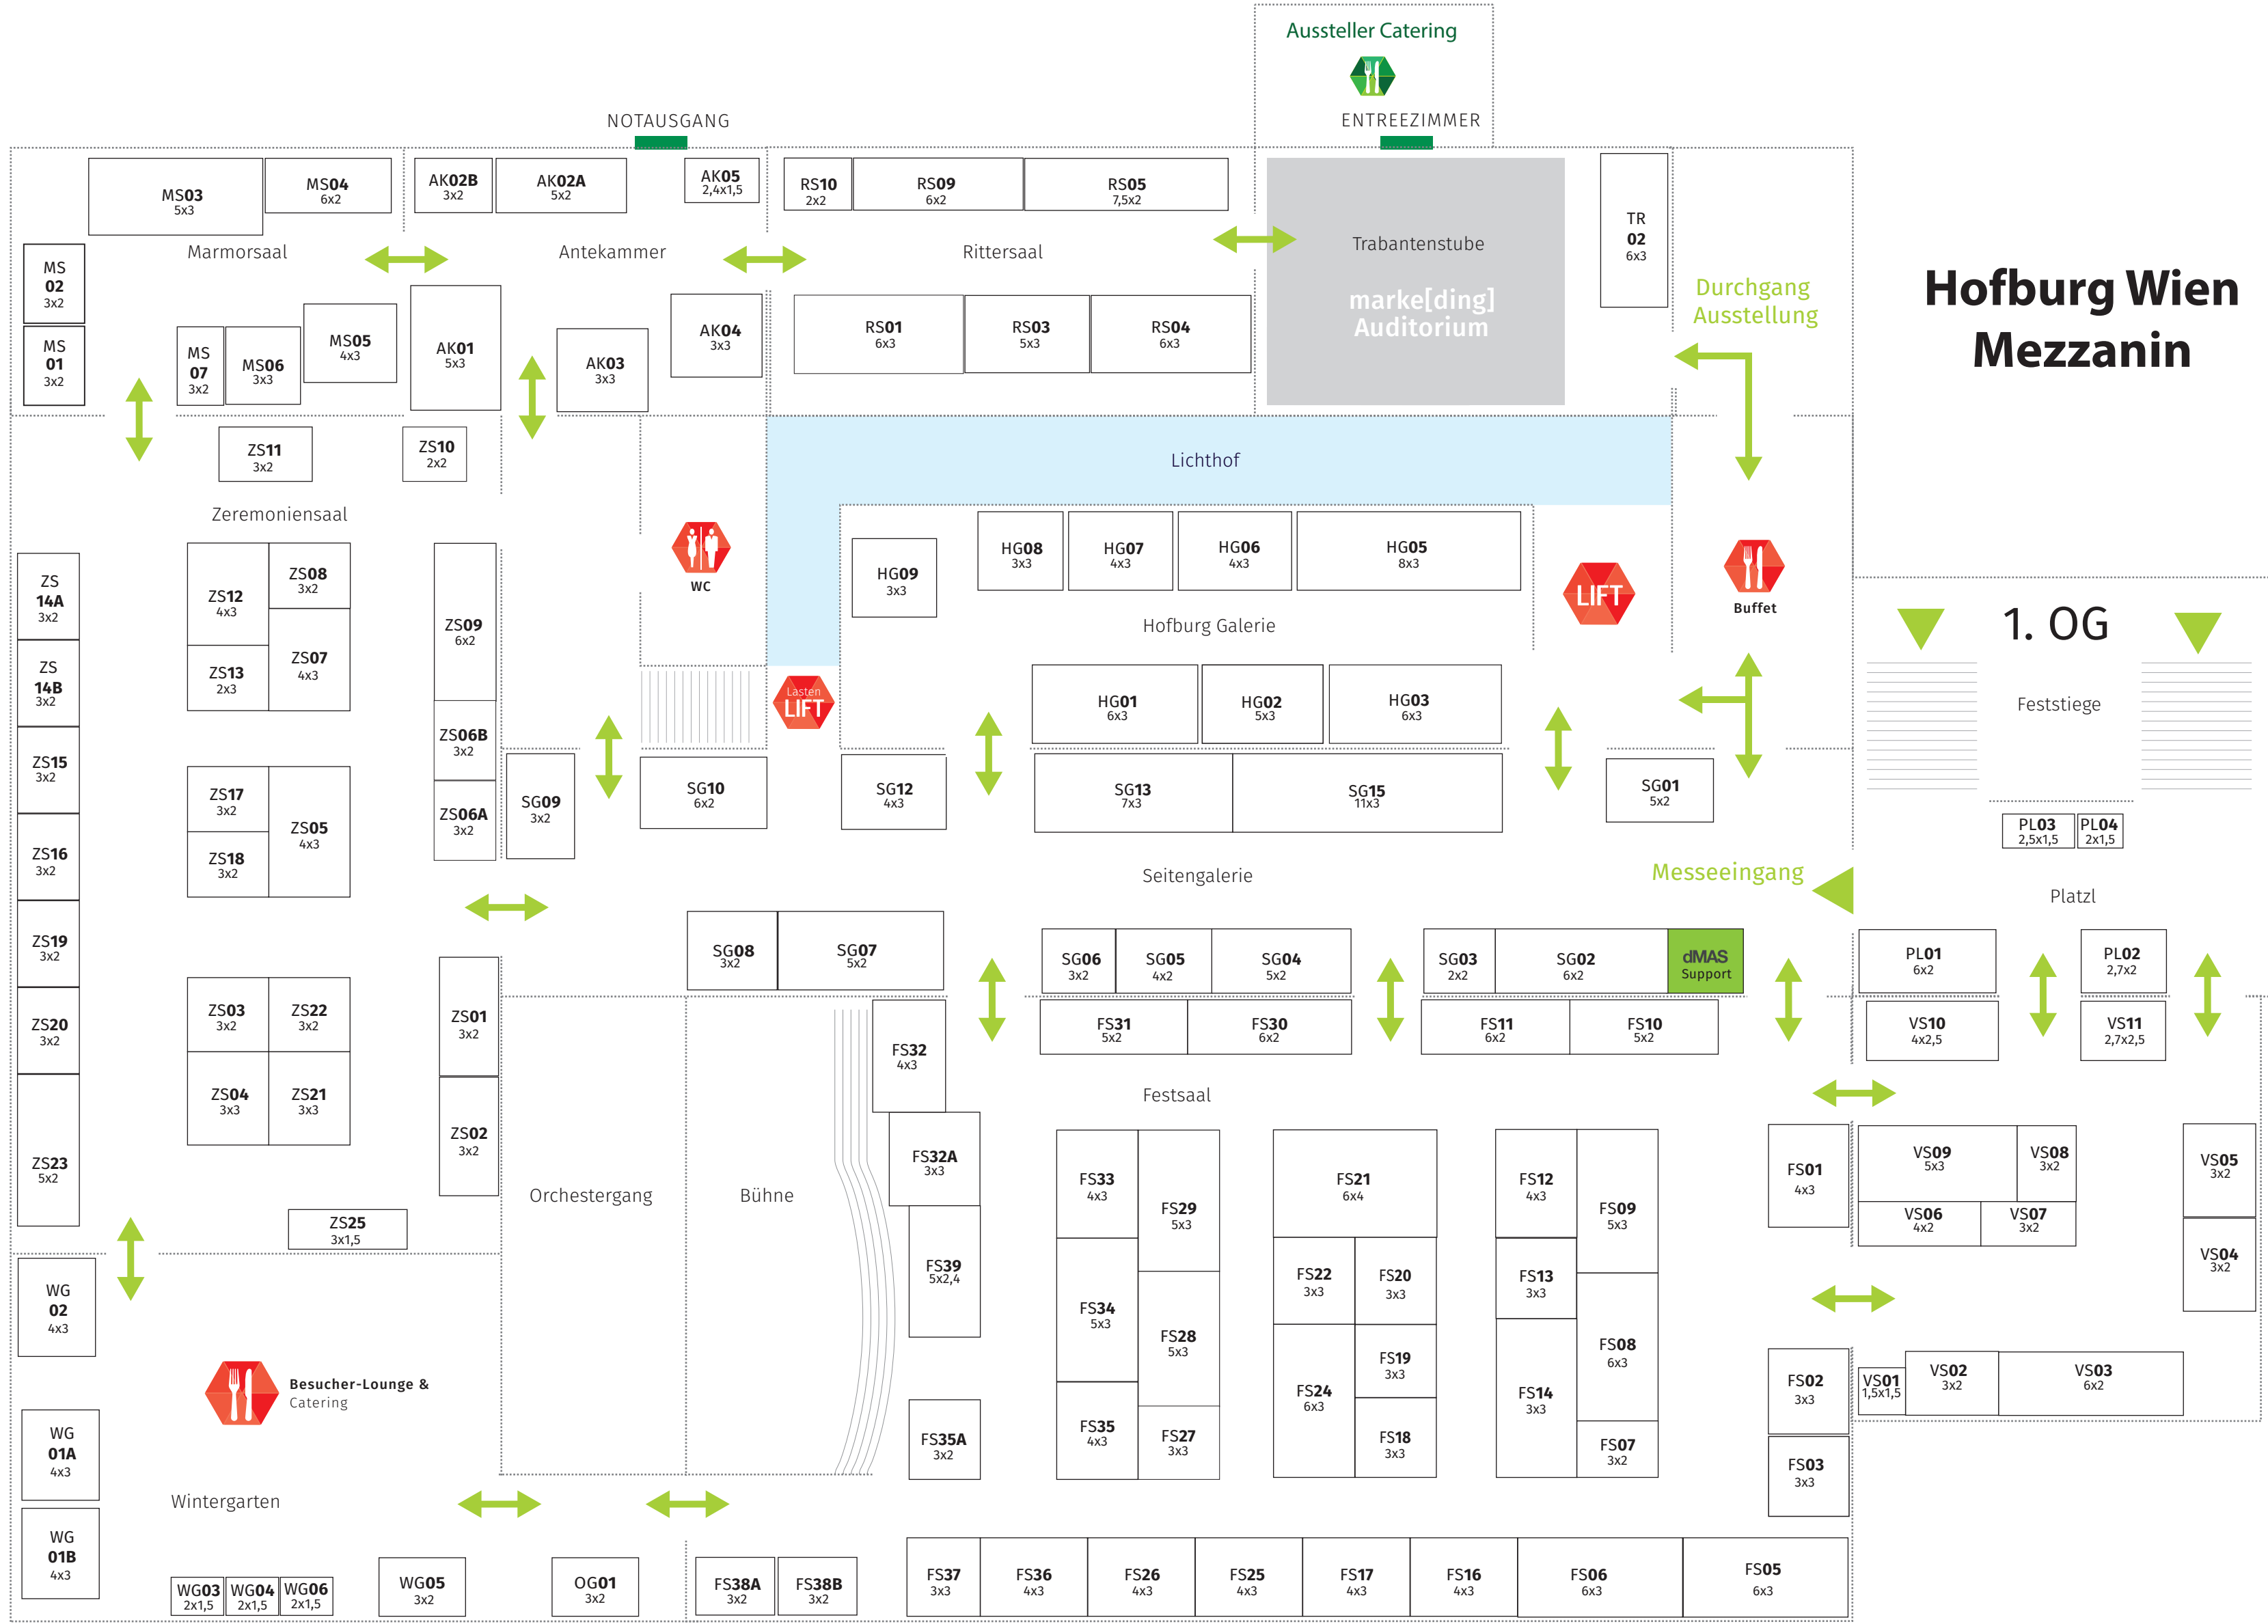 Aussteller Catering
NOTAUSGANG
ENTREEZIMMER
MS03
5x3
MS04
6x2
AK02B
3x2
AK02A
5x2
AK05
2,4x1,5
RS10
2x2
RS09
6x2
RS05
7,5x2
TR
02
6x3
Marmorsaal
Antekammer
Rittersaal
Trabantenstube
marke[ding]
Auditorium
Durchgang
Ausstellung
Hofburg Wien
Mezzanin
MS
02
3x2
MS
01
3x2
MS
07
3x2
MS06
3x3
MS05
4x3
AK01
5x3
AK03
3x3
AK04
3x3
RS01
6x3
RS03
5x3
RS04
6x3
ZS11
3x2
ZS10
2x2
Lichthof
Zeremoniensaal
WC
HG09
3x3
HG08
3x3
HG07
4x3
HG06
4x3
HG05
8x3
LIFT
Buffet
Hofburg Galerie
1. OG
Feststiege
ZS
14A
3x2
ZS
14B
3x2
ZS15
3x2
ZS16
3x2
ZS19
3x2
ZS20
3x2
ZS23
5x2
ZS12
4x3
ZS08
3x2
ZS13
2x3
ZS07
4x3
ZS09
6x2
ZS06B
3x2
ZS06A
3x2
Lasten
LIFT
HG01
6x3
HG02
5x3
HG03
6x3
SG09
3x2
SG10
6x2
SG12
4x3
SG13
7x3
SG15
11x3
SG01
5x2
PL03
2,5x1,5
PL04
2x1,5
ZS17
3x2
ZS18
3x2
ZS05
4x3
Seitengalerie
Messeeingang
Platzl
SG08
3x2
SG07
5x2
SG06
3x2
SG05
4x2
SG04
5x2
SG03
2x2
SG02
6x2
dMAS
Support
PL01
6x2
PL02
2,7x2
ZS03
3x2
ZS22
3x2
ZS04
3x3
ZS21
3x3
ZS01
3x2
ZS02
3x2
FS32
4x3
FS31
5x2
FS30
6x2
FS11
6x2
FS10
5x2
VS10
4x2,5
VS11
2,7x2,5
Festsaal
Orchestergang
Bühne
FS32A
3x3
FS39
5x2,4
FS35A
3x2
FS33
4x3
FS29
5x3
FS34
5x3
FS28
5x3
FS35
4x3
FS27
3x3
FS21
6x4
FS22
3x3
FS20
3x3
FS24
6x3
FS19
3x3
FS18
3x3
FS12
4x3
FS09
5x3
FS13
3x3
FS08
6x3
FS14
3x3
FS07
3x2
FS01
4x3
FS02
3x3
FS03
3x3
VS09
5x3
VS08
3x2
VS06
4x2
VS07
3x2
VS05
3x2
VS04
3x2
VS01
1,5x1,5
VS02
3x2
VS03
6x2
ZS25
3x1,5
WG
02
4x3
Besucher-Lounge &
Catering
WG
01A
4x3
Wintergarten
WG
01B
4x3
WG03
2x1,5
WG04
2x1,5
WG06
2x1,5
WG05
3x2
OG01
3x2
FS38A
3x2
FS38B
3x2
FS37
3x3
FS36
4x3
FS26
4x3
FS25
4x3
FS17
4x3
FS16
4x3
FS06
6x3
FS05
6x3